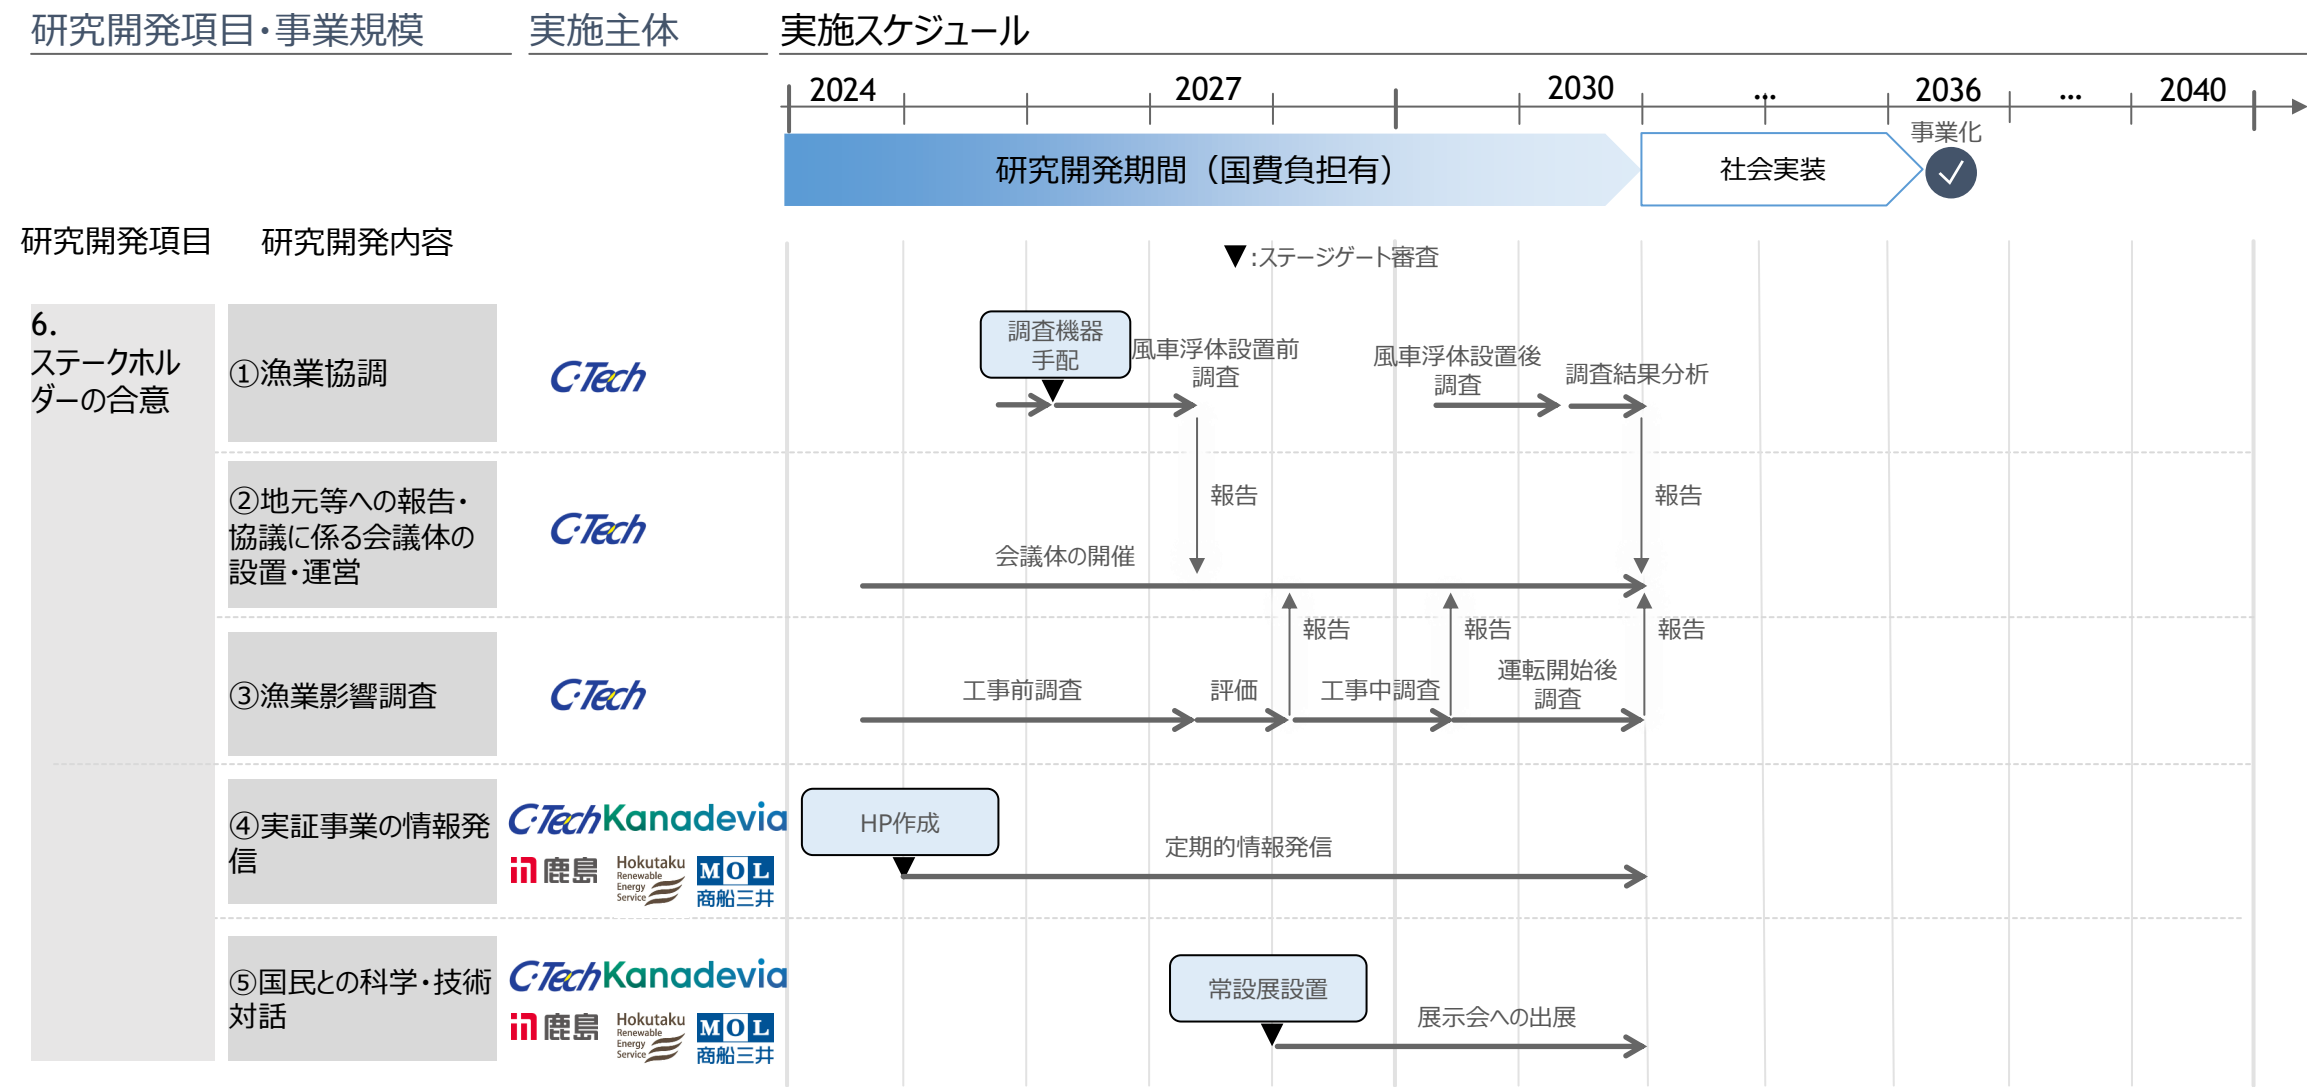 研究開発項目・事業規模
実施主体
実施スケジュール
2024
2027
2030
...
2036
...
2040
事業化
研究開発期間（国費負担有）
社会実装
研究開発項目
研究開発内容
▼:ステージゲート審査
6.
ステークホル
ダーの合意
①漁業協調
C・Tech
調査機器
手配
風車浮体設置前
調査
風車浮体設置後
調査
調査結果分析
②地元等への報告・
協議に係る会議体の
設置・運営
C・Tech
報告
報告
会議体の開催
③漁業影響調査
C・Tech
報告
報告
報告
工事前調査
評価
工事中調査
運転開始後
調査
④実証事業の情報発
信
C・Tech
Kanadevia
鹿島
Hokutaku
Renewable
Energy
Service
MOL
商船三井
HP作成
定期的情報発信
⑤国民との科学・技術
対話
C・Tech
Kanadevia
鹿島
Hokutaku
Renewable
Energy
Service
MOL
商船三井
常設展設置
展示会への出展